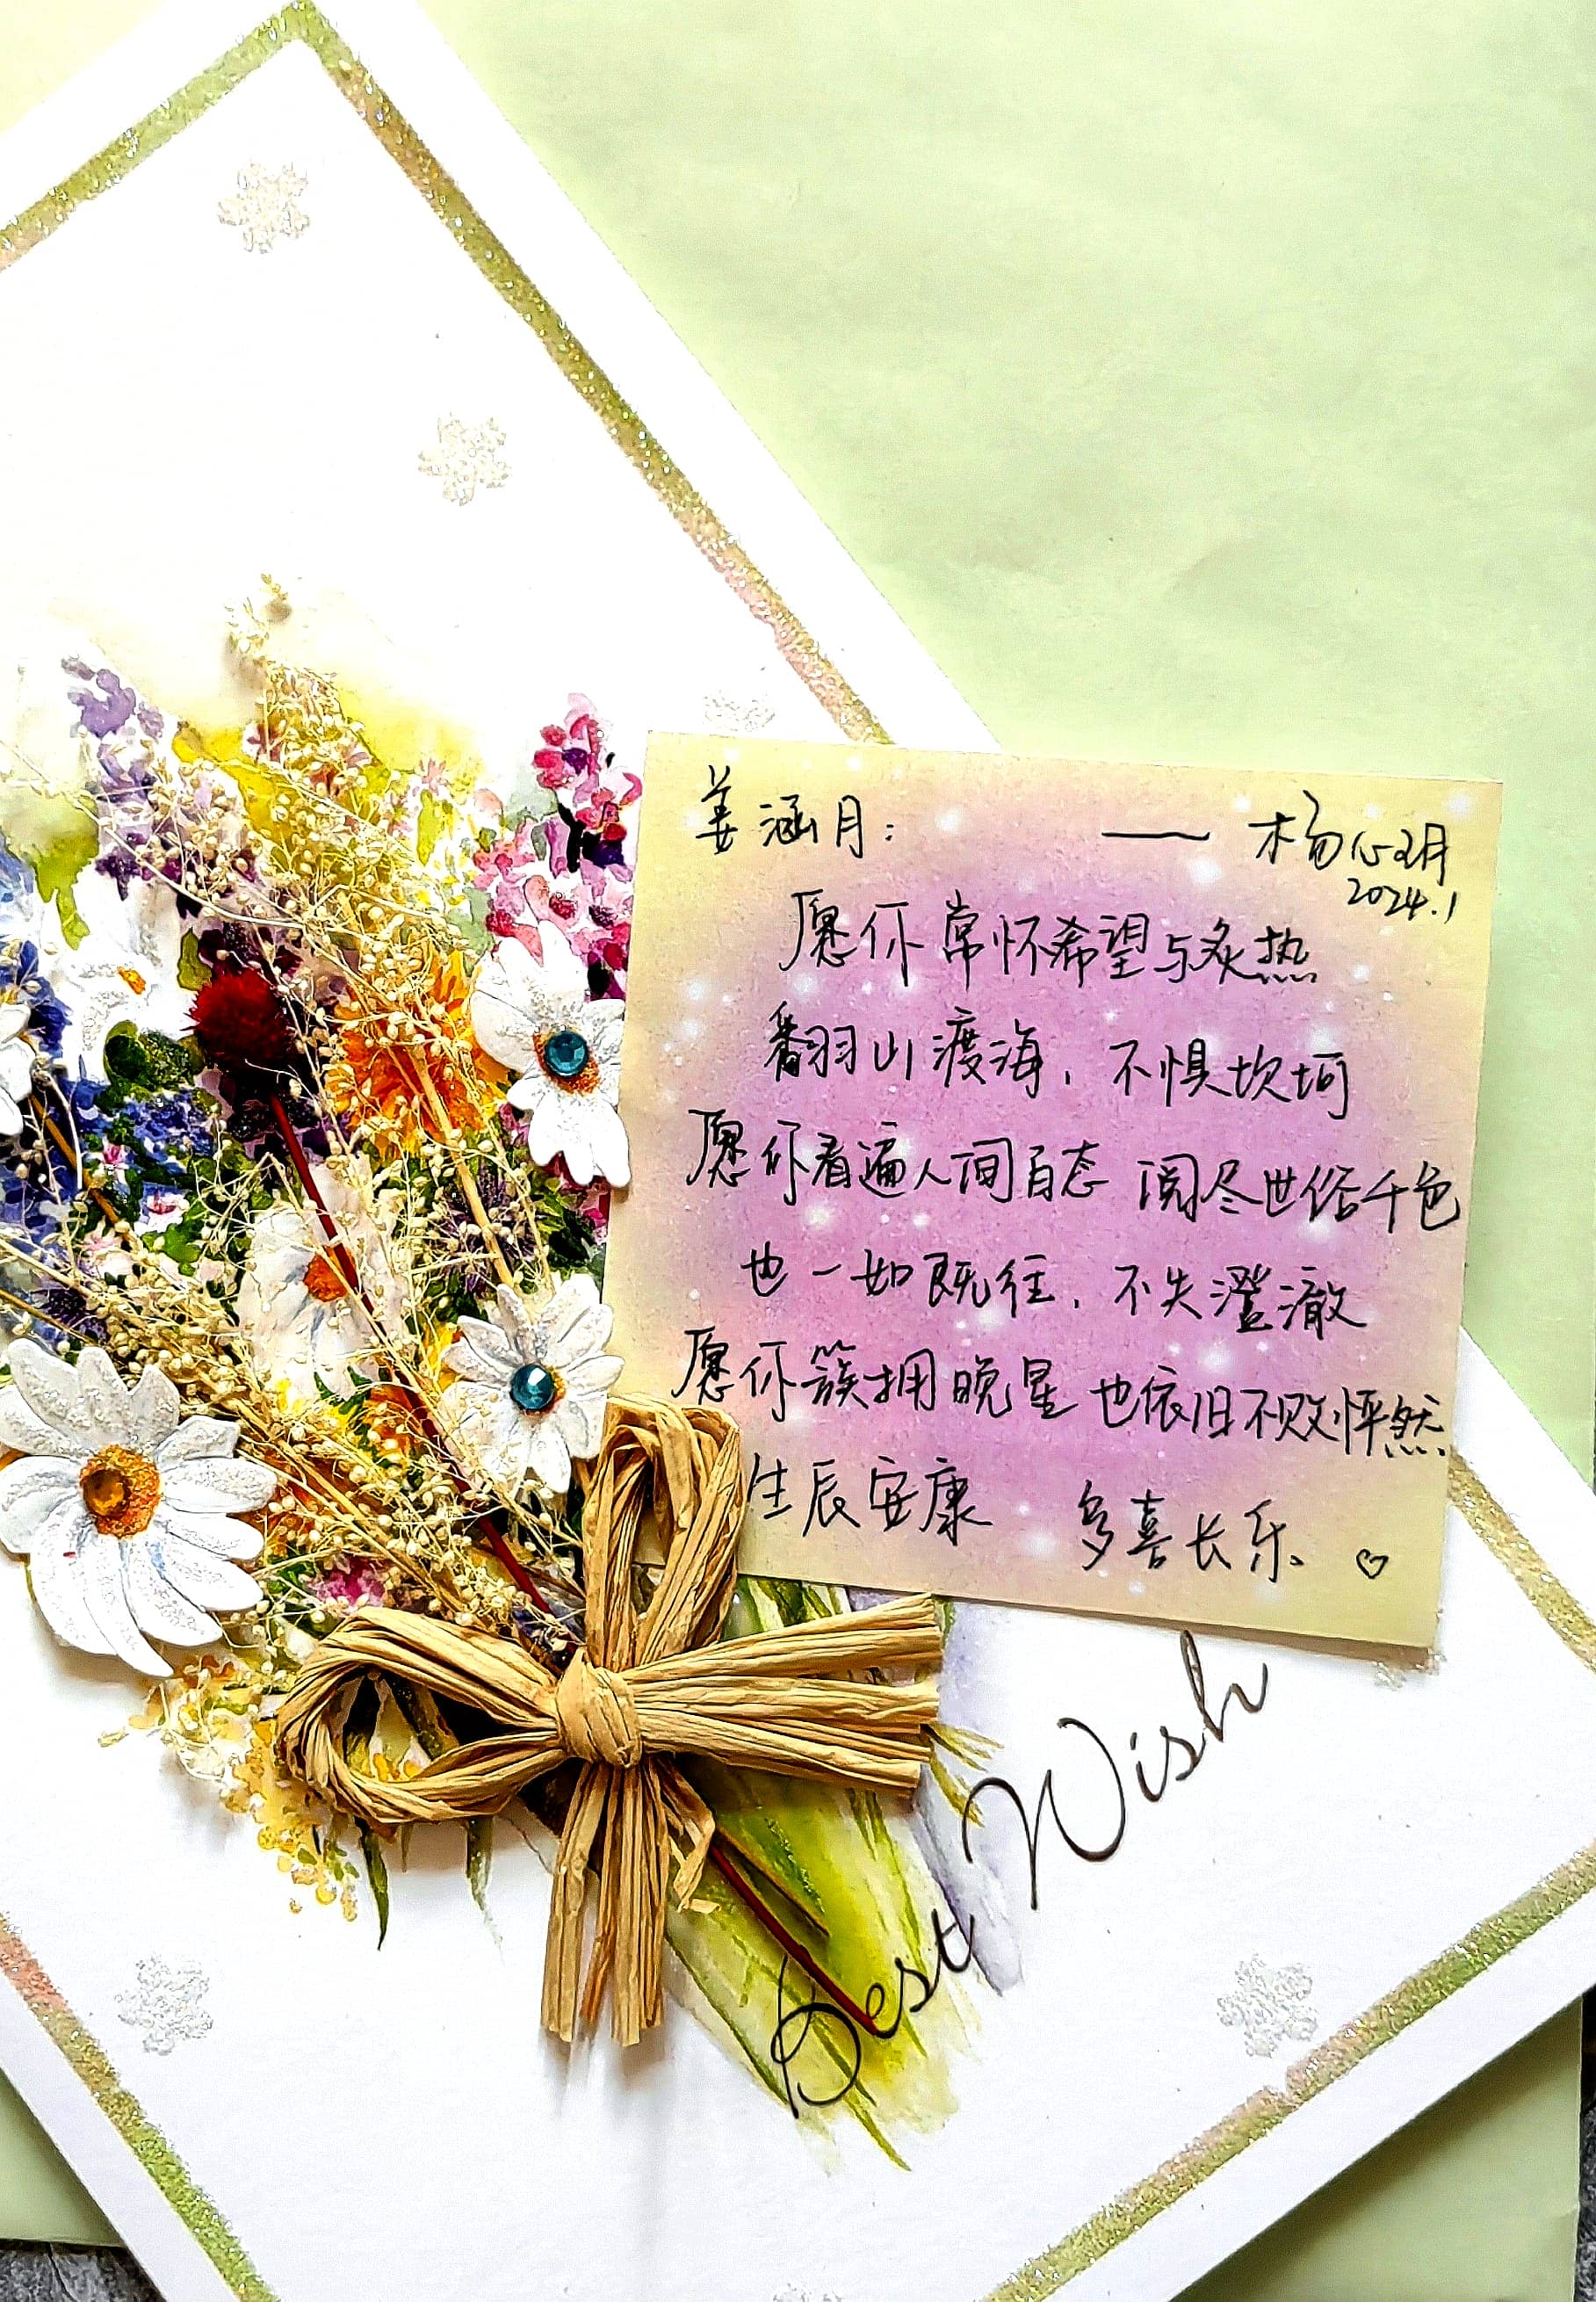 姜涵月： —— 杨心玥
2024.1
愿你常怀希望与炙热
翻山渡海，不惧坎坷
愿你看遍人间百态 阅尽世俗千色
也一如既往，不失澄澈
愿你簇拥晚星 也依旧不败怦然
生辰安康 多喜长乐 ♡
Best Wish